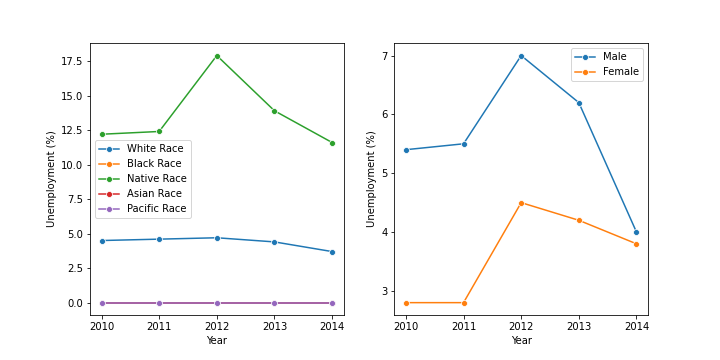 17.5
15.0
12.5
10.0
7.5
5.0
2.5
0.0
Unemployment (%)
White Race
Black Race
Native Race
Asian Race
Pacific Race
2010 2011 2012 2013 2014
Year
7
6
5
4
3
Unemployment (%)
Male
Female
2010 2011 2012 2013 2014
Year